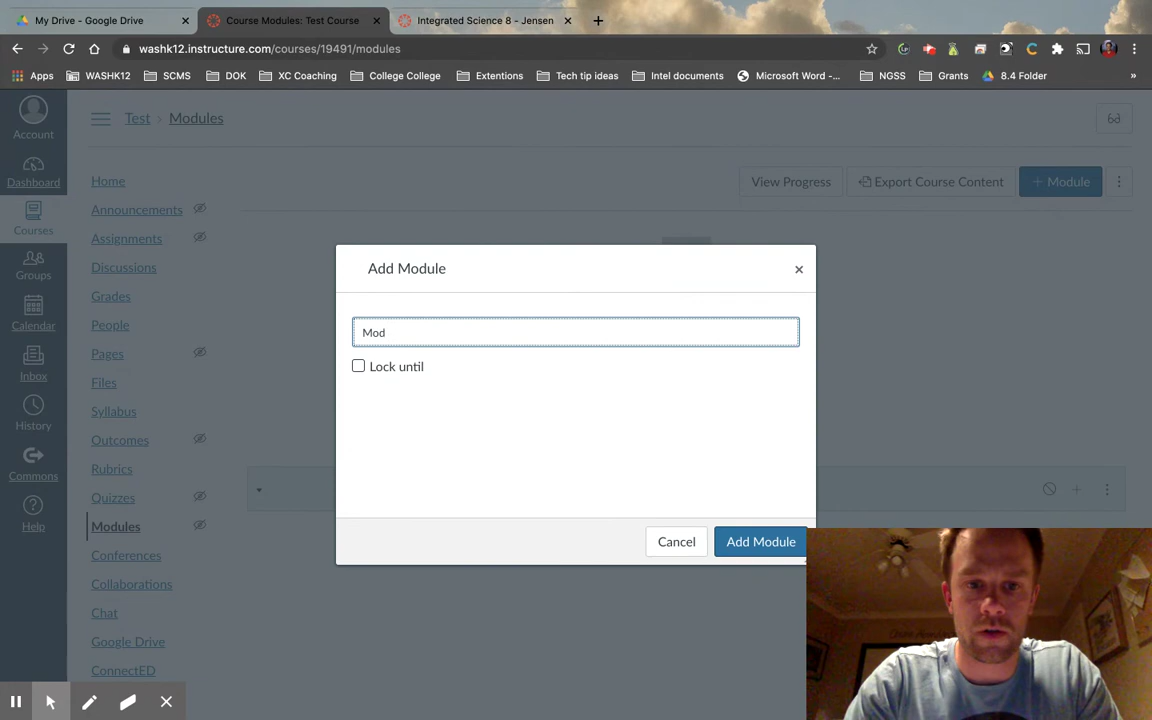 My Drive - Google Drive
Course Modules: Test Course
Integrated Science 8 - Jensen
washk12.instructure.com/courses/19491/modules
Apps
WASHK12
SCMS
DOK
XC Coaching
College College
Extentions
Tech tip ideas
Intel documents
Microsoft Word -...
NGSS
Grants
8.4 Folder
»
Account
Dashboard
Courses
Groups
Calendar
Inbox
History
Commons
Help
Test > Modules
Home
Announcements
Assignments
Discussions
Grades
People
Pages
Files
Syllabus
Outcomes
Rubrics
Quizzes
Modules
Conferences
Collaborations
Chat
Google Drive
ConnectED
View Progress
Export Course Content
+ Module
Add Module
Mod
Lock until
Cancel
Add Module